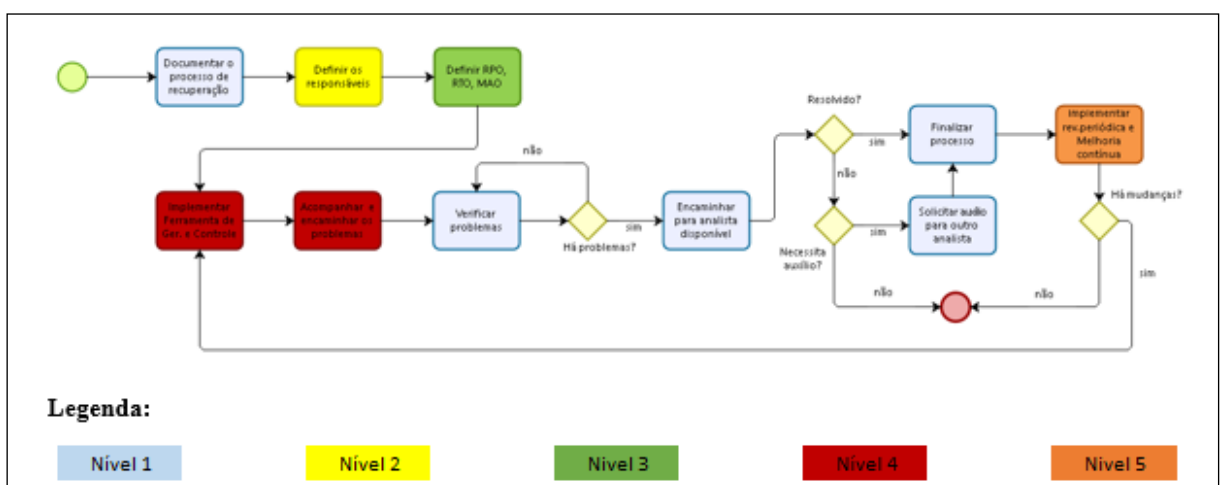 Documentar o
processo de
recuperação
Definir os
responsáveis
Definir RPO,
RTO, MAO
Implementar
Ferramenta de
Ger. e Controle
Acompanhar e
encaminhar os
problemas
Verificar
problemas
não
Há problemas?
sim
Encaminhar
para analista
disponível
Resolvido?
sim
não
Finalizar
processo
Implementar
rev.periódica e
Melhoria
contínua
Necessita
auxílio?
sim
Solicitar audio
para outro
analista
Há mudanças?
sim
não
não
Legenda:
Nível 1
Nível 2
Nível 3
Nível 4
Nível 5